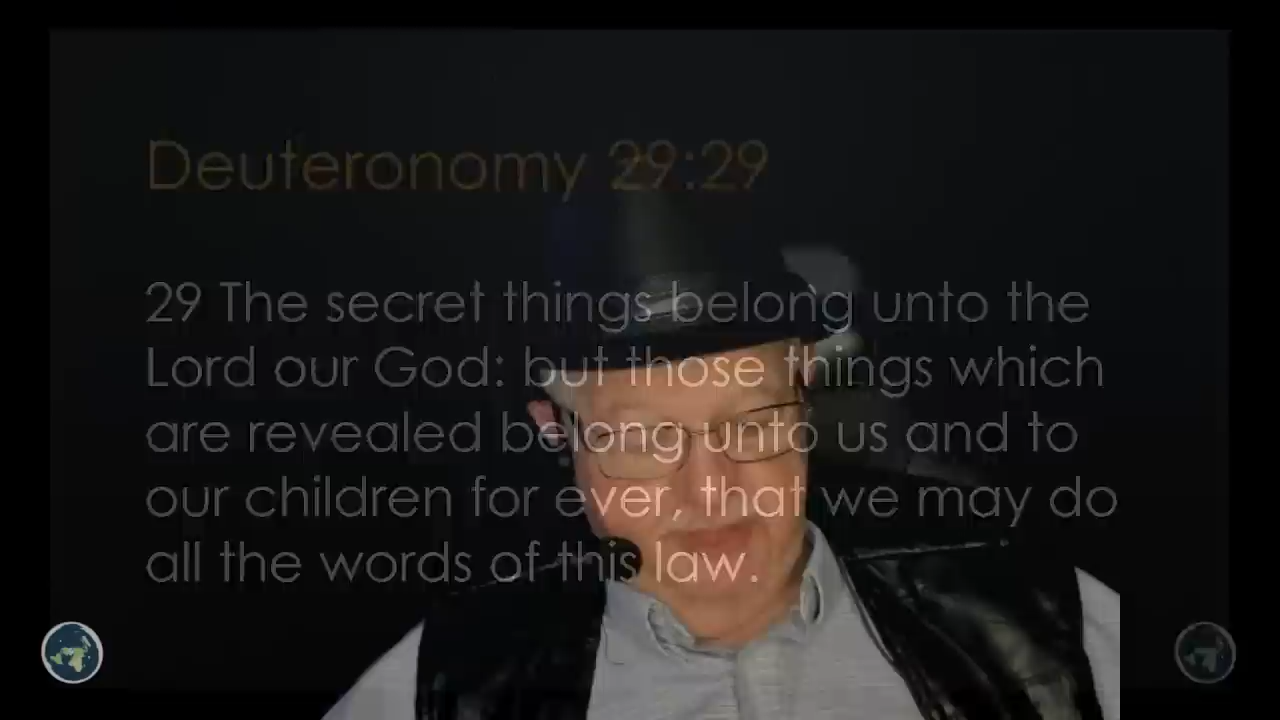 Deuteronomy 29:29
29 The secret things belong unto the
Lord our God: but those things which
are revealed belong unto us and to
our children for ever, that we may do
all the words of this law.